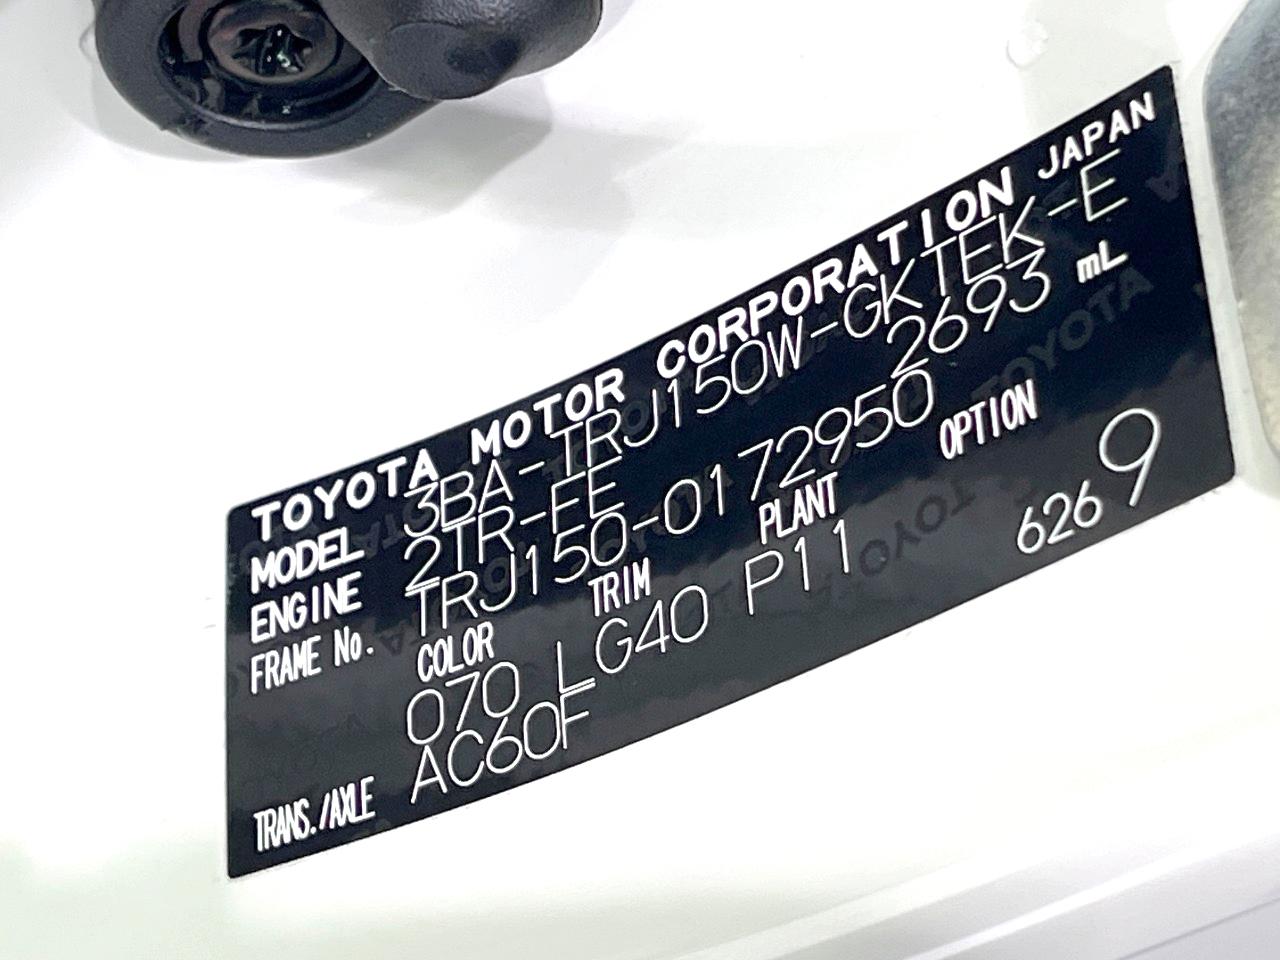 TOYOTA MOTOR CORPORATION JAPAN
MODEL 3BA-TRJ150W-GKTEK-E
ENGINE 2TR-FE 2693 mL
FRAME No. TRJ150-0172950
COLOR TRIM PLANT OPTION
070 LG40 P11 626 9
TRANS./AXLE AC60F